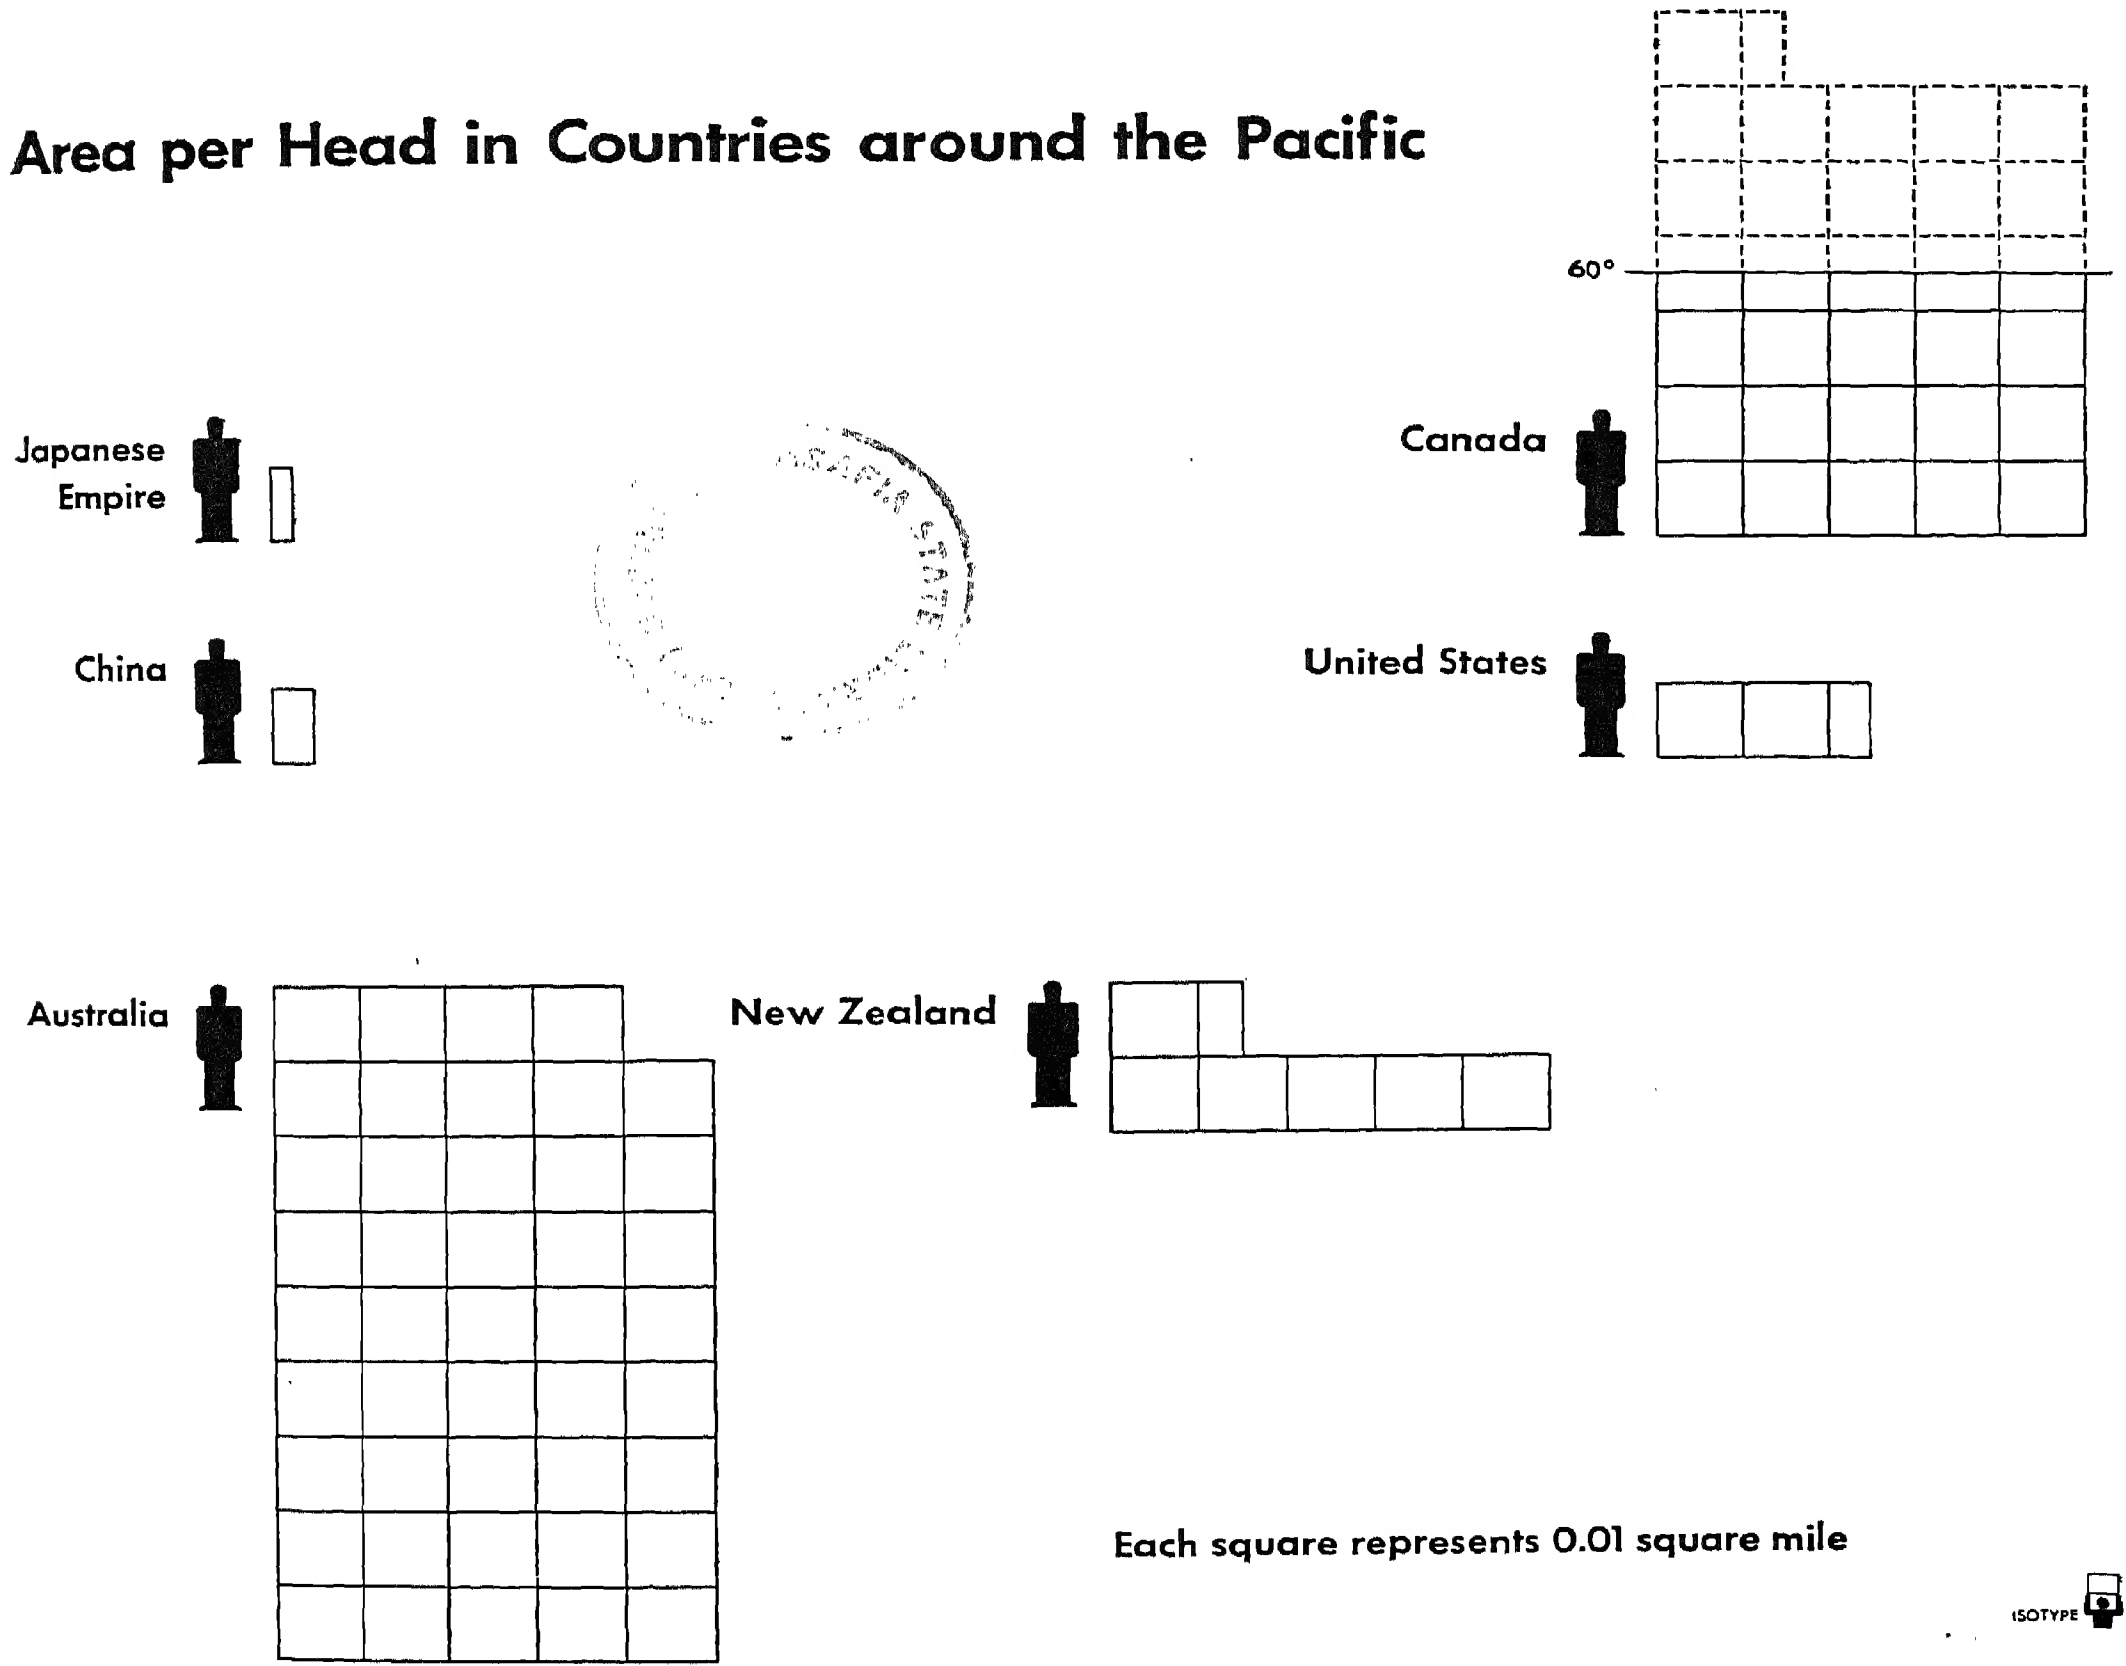 Area per Head in Countries around the Pacific
60°
Japanese
Empire
Canada
STATE
China
United States
Australia
New Zealand
Each square represents 0.01 square mile
ISOTYPE